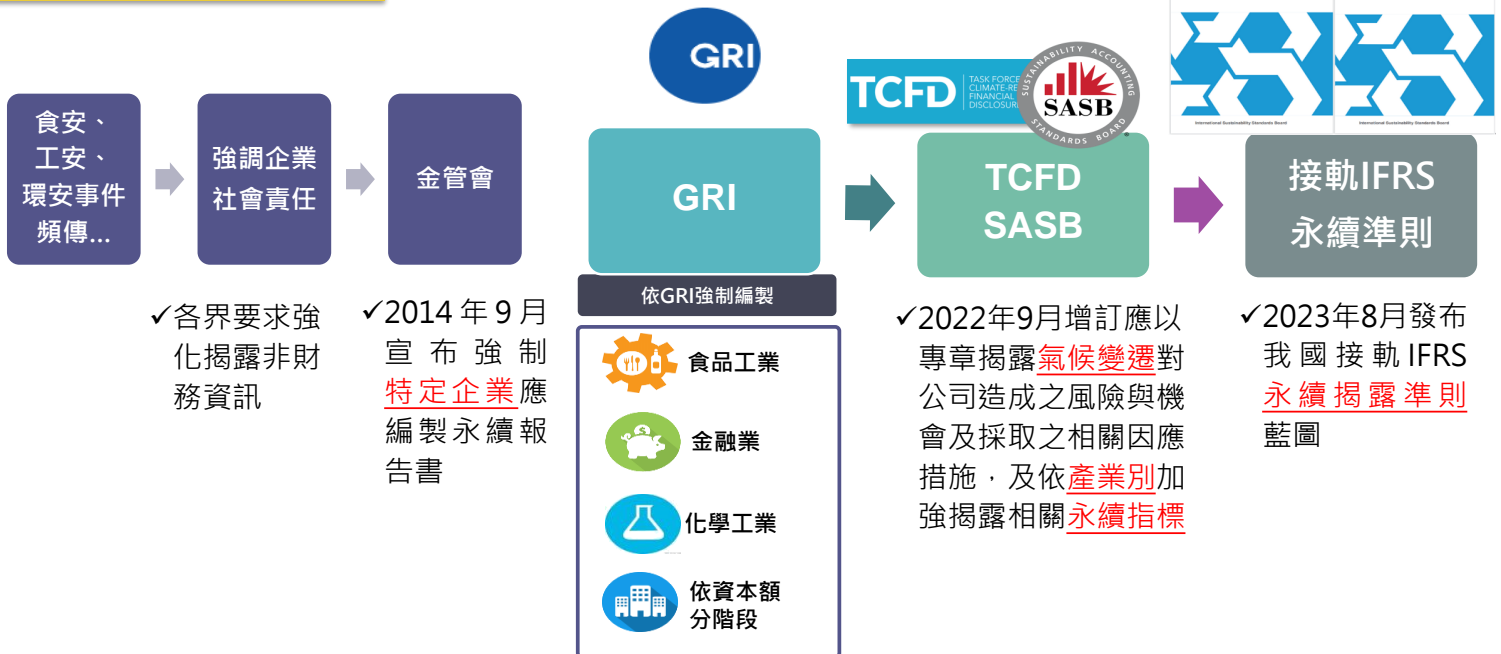 GRI
TCFD
TASK FORCE
CLIMATE-RE
FINANCIAL
DISCLOSUR
SUSTAINABILITY ACCOUNTING
SASB
STANDARDS BOARD
International Sustainability Standards Board
International Sustainability Standards Board
食安、
工安、
環安事件
頻傳...
強調企業
社會責任
金管會
GRI
TCFD
SASB
接軌IFRS
永續準則
✓各界要求強
化揭露非財
務資訊
✓2014年9月
宣布強制
特定企業應
編製永續報
告書
依GRI強制編製
食品工業
金融業
化學工業
依資本額
分階段
✓2022年9月增訂應以
專章揭露氣候變遷對
公司造成之風險與機
會及採取之相關因應
措施，及依產業別加
強揭露相關永續指標
✓2023年8月發布
我國接軌IFRS
永續揭露準則
藍圖